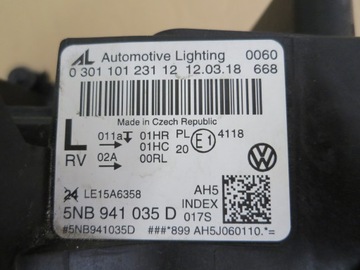 AL Automotive Lighting 0060
0 301 101 231 12 12.03.18 668
Made in Czech Republic
L 011a 01HR PL E1 4118
01HC 20
RV 02A 00RL
24 LE15A6358 AH5
INDEX
5NB 941 035 D 017S
#5NB941035D ###*899 AH5J060110.*=